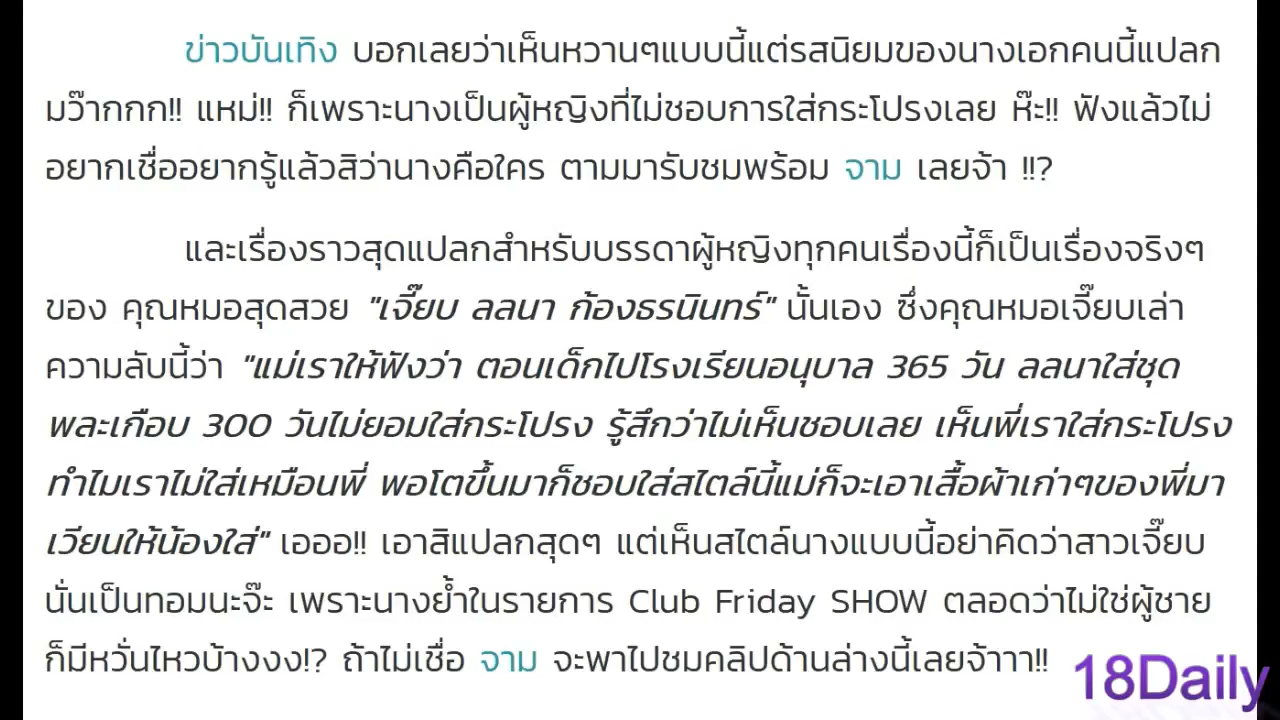 ข่าวบันเทิง บอกเลยว่าเห็นหวานๆแบบนี้แต่รสนิยมของนางเอกคนนี้แปลก
มว๊ากกก!! แหม่!! ก็เพราะนางเป็นผู้หญิงที่ไม่ชอบการใส่กระโปรงเลย ห๊ะ!! ฟังแล้วไม่
อยากเชื่ออยากรู้แล้วสิว่านางคือใคร ตามมารับชมพร้อม จาม เลยจ้า !!?
และเรื่องราวสุดแปลกสำหรับบรรดาผู้หญิงทุกคนเรื่องนี้ก็เป็นเรื่องจริงๆ
ของ คุณหมอสุดสวย "เจี๊ยบ ลลนา ก้องธรนินทร์" นั้นเอง ซึ่งคุณหมอเจี๊ยบเล่า
ความลับนี้ว่า "แม่เราให้ฟังว่า ตอนเด็กไปโรงเรียนอนุบาล 365 วัน ลลนาใส่ชุด
พละเกือบ 300 วันไม่ยอมใส่กระโปรง รู้สึกว่าไม่เห็นชอบเลย เห็นพี่เราใส่กระโปรง
ทำไมเราไม่ใส่เหมือนพี่ พอโตขึ้นมาก็ชอบใส่สไตล์นี้แม่ก็จะเอาเสื้อผ้าเก่าๆของพี่มา
เวียนให้น้องใส่" เอออ!! เอาสิแปลกสุดๆ แต่เห็นสไตล์นางแบบนี้อย่าคิดว่าสาวเจี๊ยบ
นั่นเป็นทอมนะจ๊ะ เพราะนางย้ำในรายการ Club Friday SHOW ตลอดว่าไม่ใช่ผู้ชาย
ก็มีหวั่นไหวบ้างงง!? ถ้าไม่เชื่อ จาม จะพาไปชมคลิปด้านล่างนี้เลยจ้าาา!!
18Daily